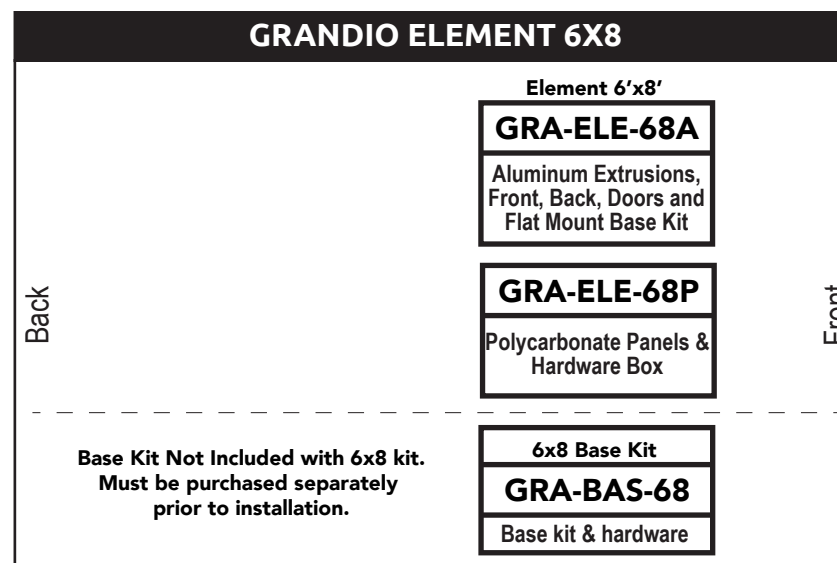 GRANDIO ELEMENT 6X8
Element 6’x8’
GRA-ELE-68A
Aluminum Extrusions,
Front, Back, Doors and
Flat Mount Base Kit
Back
GRA-ELE-68P
Polycarbonate Panels &
Hardware Box
Front
Base Kit Not Included with 6x8 kit.
Must be purchased separately
prior to installation.
6x8 Base Kit
GRA-BAS-68
Base kit & hardware